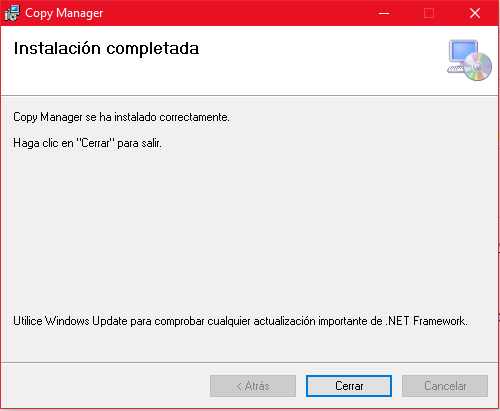 Copy Manager
Instalación completada
Copy Manager se ha instalado correctamente.
Haga clic en "Cerrar" para salir.
Utilice Windows Update para comprobar cualquier actualización importante de .NET Framework.
< Atrás
Cerrar
Cancelar